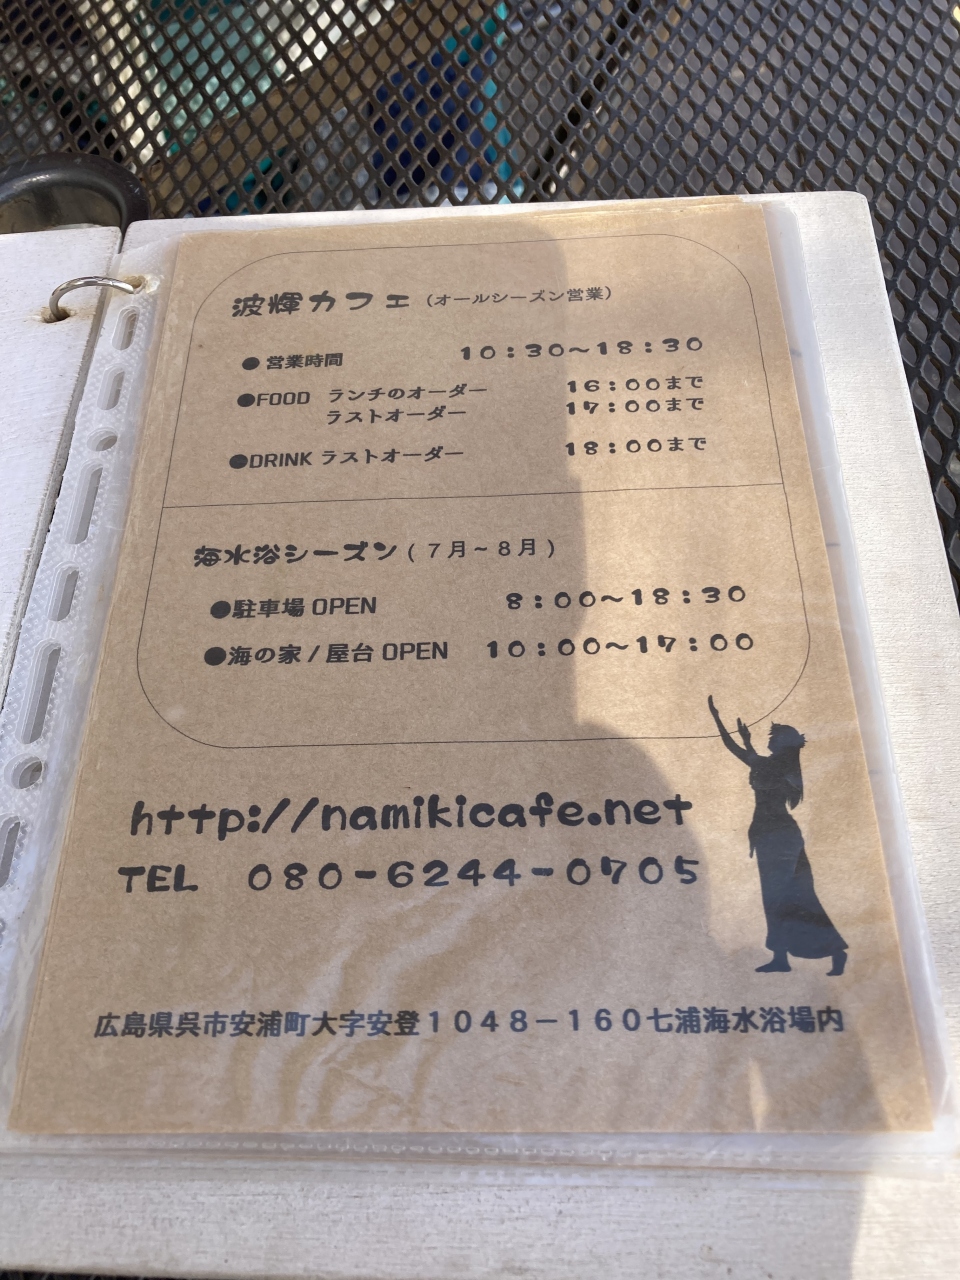 波輝カフェ（オールシーズン営業）
●営業時間 10：30～18：30
●FOOD ランチのオーダー 16：00まで
ラストオーダー 17：00まで
●DRINK ラストオーダー 18：00まで
海水浴シーズン（７月~８月）
●駐車場 OPEN 8：00～18：30
●海の家 / 屋台 OPEN 10：00～17：00
http://namikicafe.net
TEL 080-6244-0705
広島県呉市安浦町大字安登１０４８－１６０七浦海水浴場内